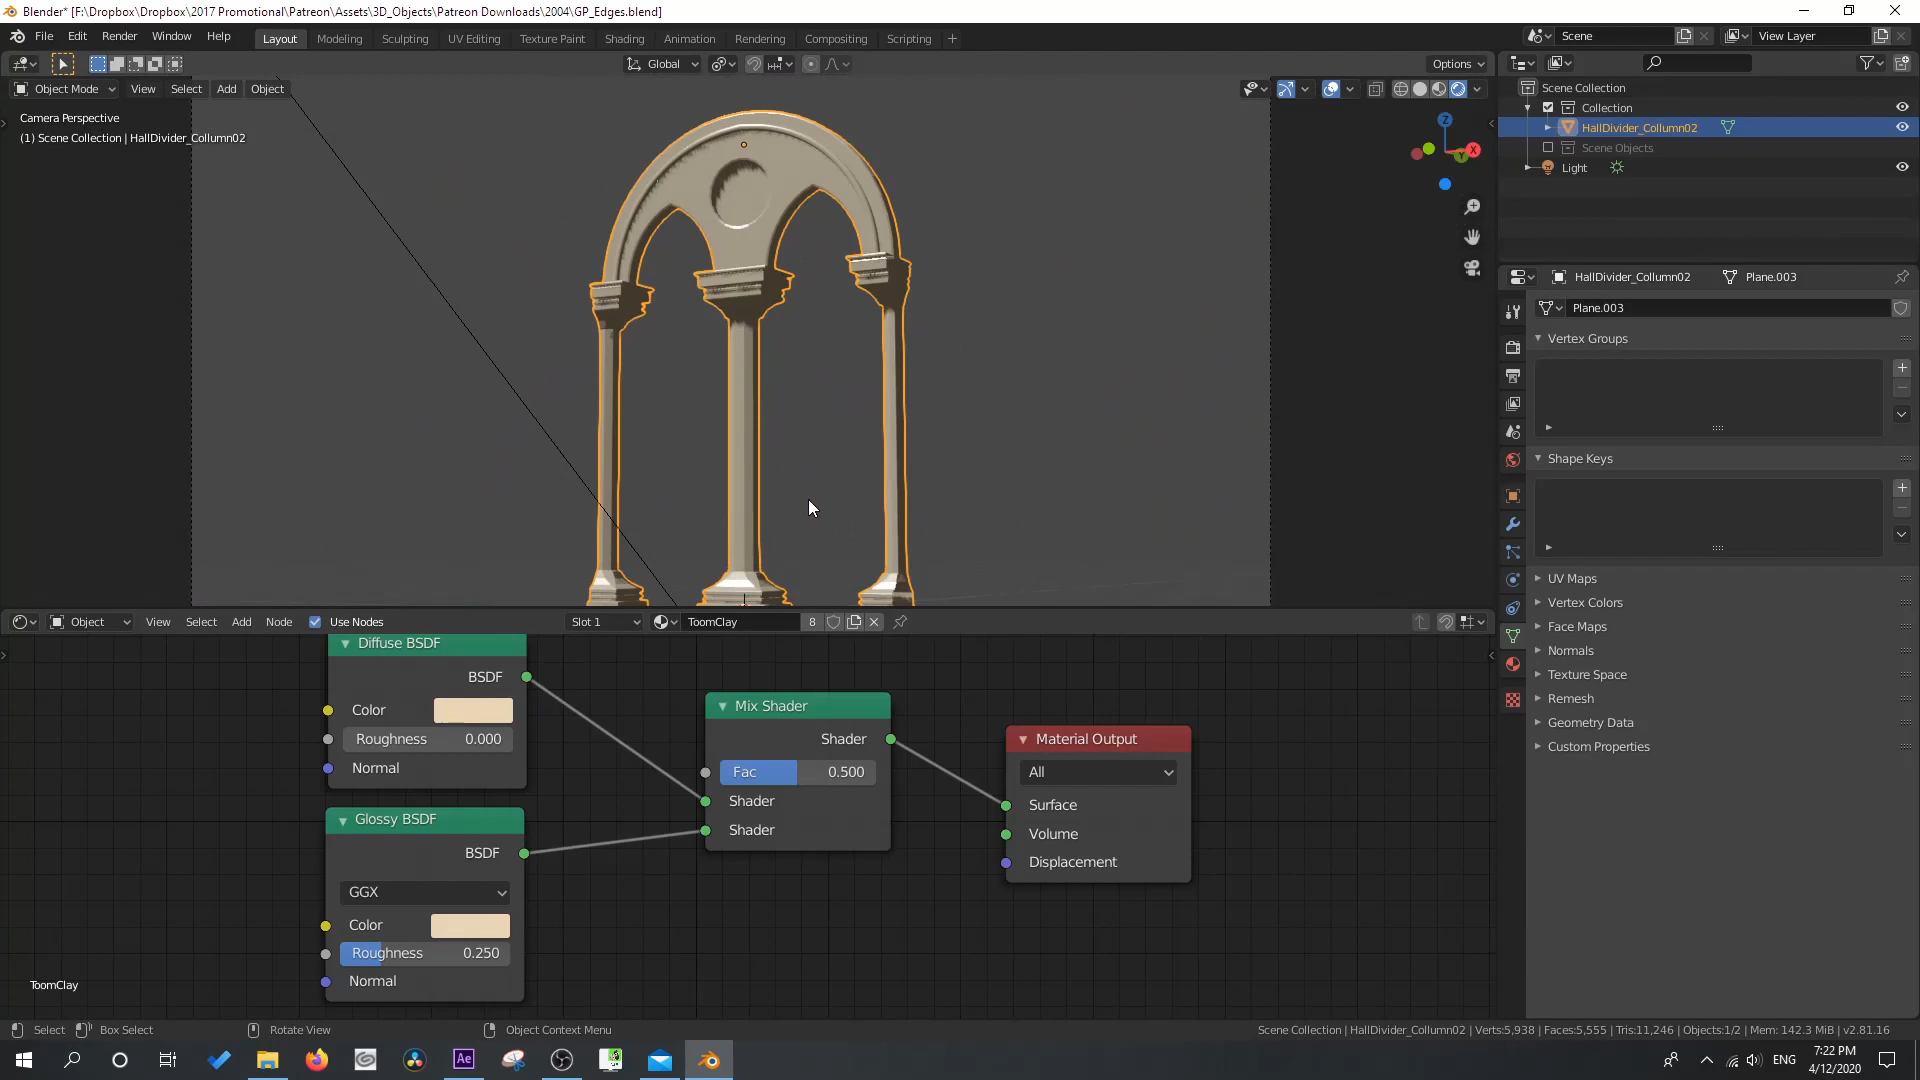 Blender* [F:\Dropbox\Dropbox\2017 Promotional\Patreon\Assets\3D_Objects\Patreon Downloads\2004\GP_Edges.blend]
File Edit Render Window Help Layout Modeling Sculpting UV Editing Texture Paint Shading Animation Rendering Compositing Scripting Scene View Layer
Global Options
Object Mode View Select Add Object
Camera Perspective
(1) Scene Collection | HallDivider_Collumn02
Z
X
Y
Scene Collection
Collection
HallDivider_Collumn02
Scene Objects
Light
HallDivider_Collumn02 Plane.003
Plane.003
Vertex Groups
Shape Keys
UV Maps
Vertex Colors
Face Maps
Normals
Texture Space
Remesh
Geometry Data
Custom Properties
Object View Select Add Node Use Nodes Slot 1 ToomClay 8
Diffuse BSDF
BSDF
Color
Roughness 0.000
Normal
Glossy BSDF
BSDF
GGX
Color
Roughness 0.250
Normal
Mix Shader
Shader
Fac 0.500
Shader
Shader
Material Output
All
Surface
Volume
Displacement
ToomClay
Select Box Select Rotate View Object Context Menu
Scene Collection | HallDivider_Collumn02 | Verts:5,938 | Faces:5,555 | Tris:11,246 | Objects:1/2 | Mem: 142.3 MiB | v2.81.16
Ae
ENG
7:22 PM
4/12/2020